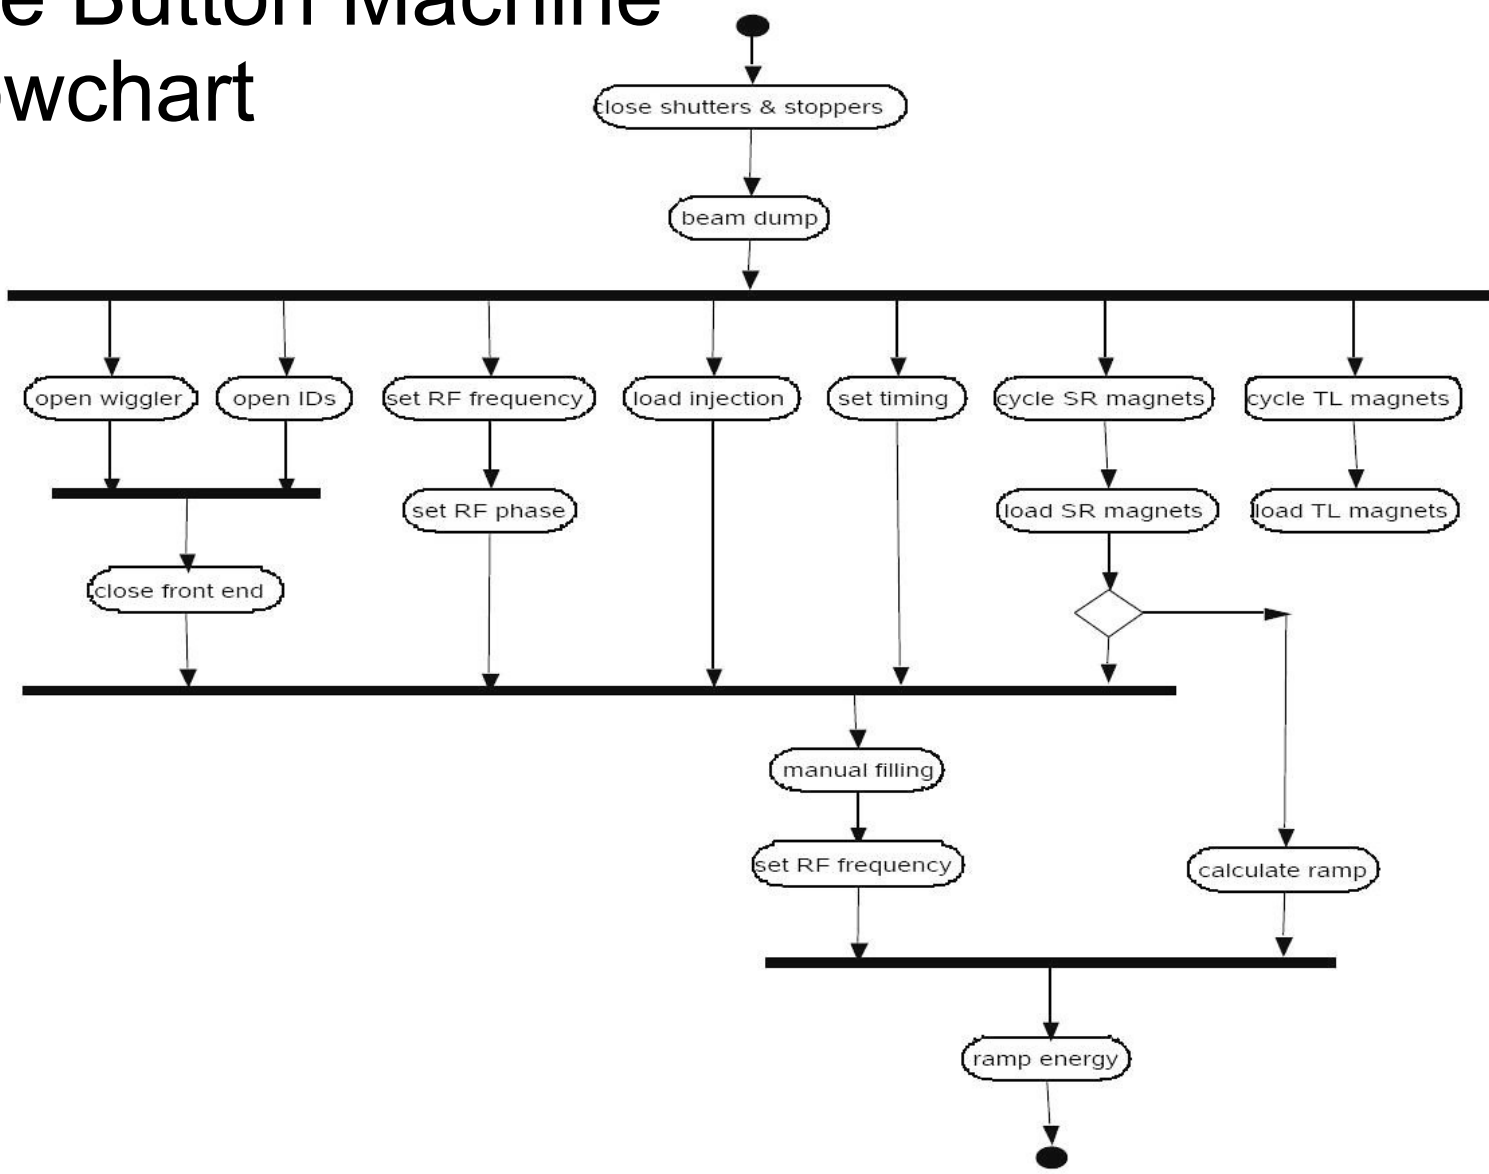 e Button Machine
owchart
close shutters & stoppers
beam dump
open wiggler
open IDs
set RF frequency
load injection
set timing
cycle SR magnets
cycle TL magnets
set RF phase
load SR magnets
load TL magnets
close front end
manual filling
set RF frequency
calculate ramp
ramp energy